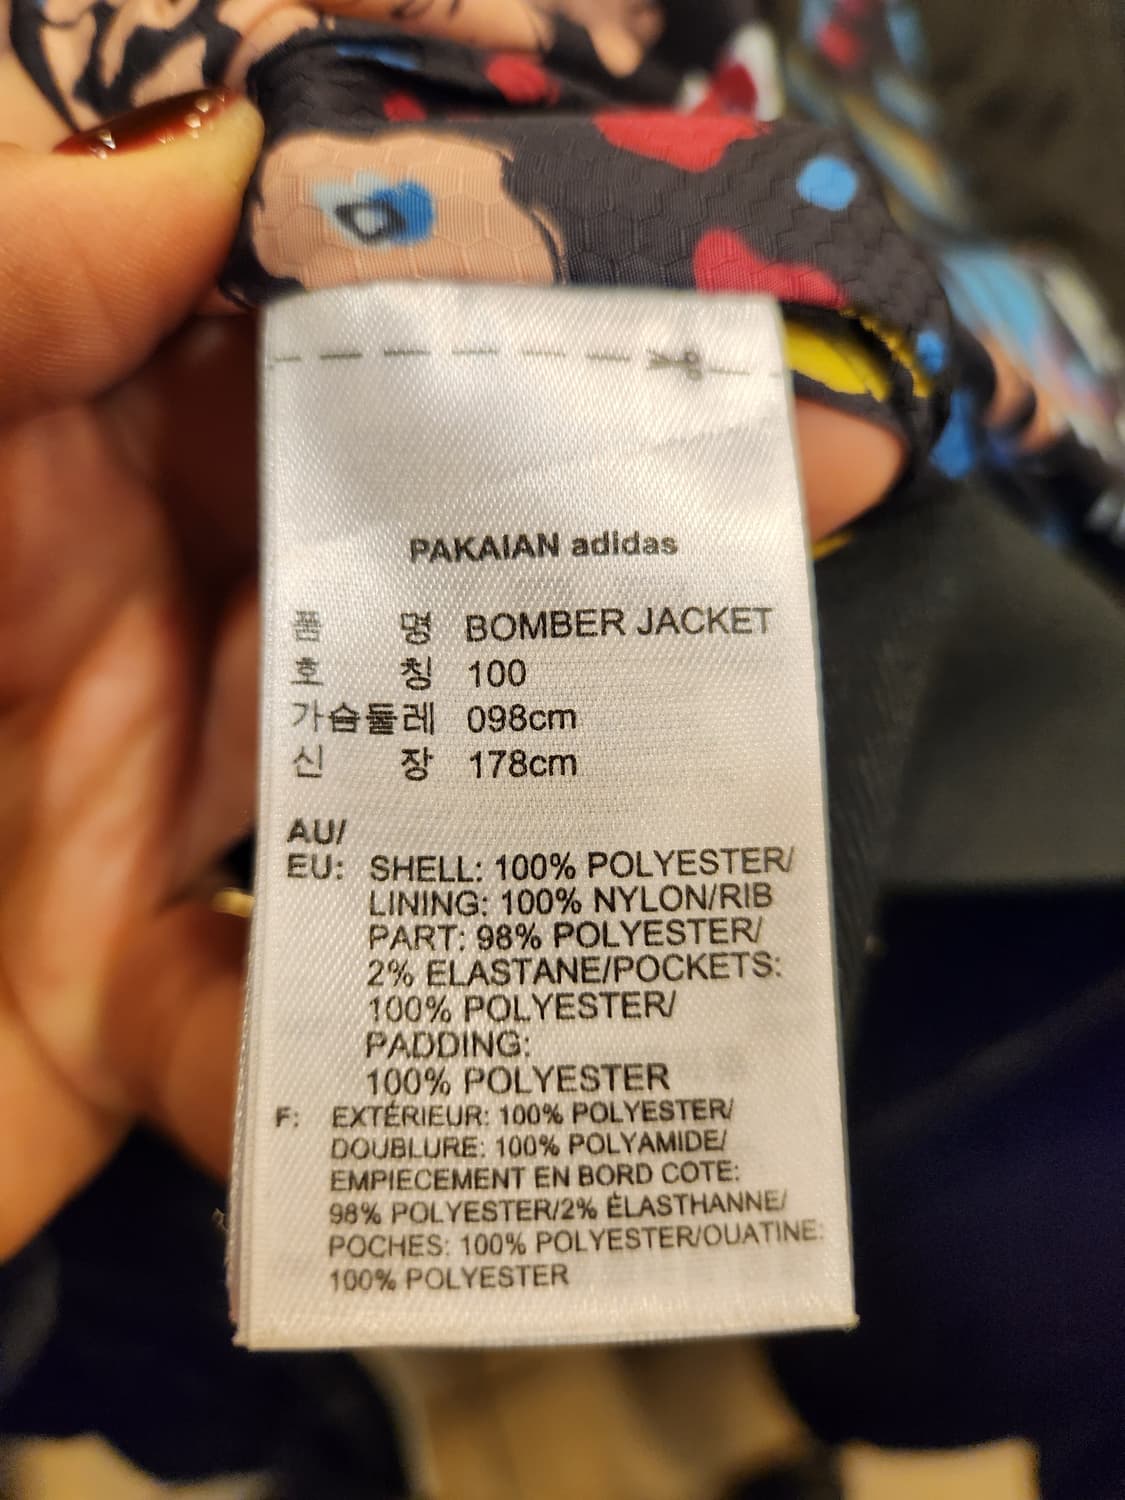 PAKAIAN adidas
품 명 BOMBER JACKET
호 칭 100
가슴둘레 098cm
신 장 178cm
AU/
EU: SHELL: 100% POLYESTER/
LINING: 100% NYLON/RIB
PART: 98% POLYESTER/
2% ELASTANE/POCKETS:
100% POLYESTER/
PADDING:
100% POLYESTER
F: EXTÉRIEUR: 100% POLYESTER/
DOUBLURE: 100% POLYAMIDE/
EMPIECEMENT EN BORD COTE:
98% POLYESTER/2% ÉLASTHANNE/
POCHES: 100% POLYESTER/OUATINE:
100% POLYESTER